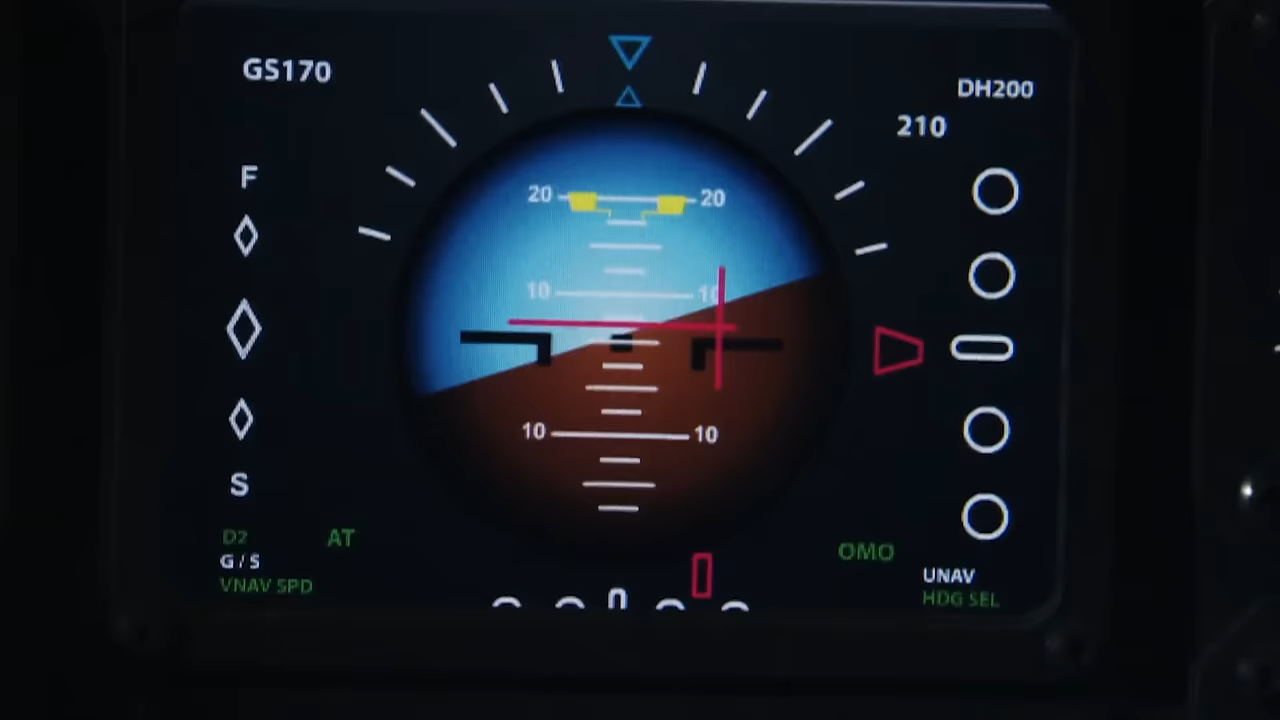 GS170
DH200
210
F
20 20
10 10
10 10
S
D2 AT
G/S
VNAV SPD
OMO
UNAV
HDG SEL